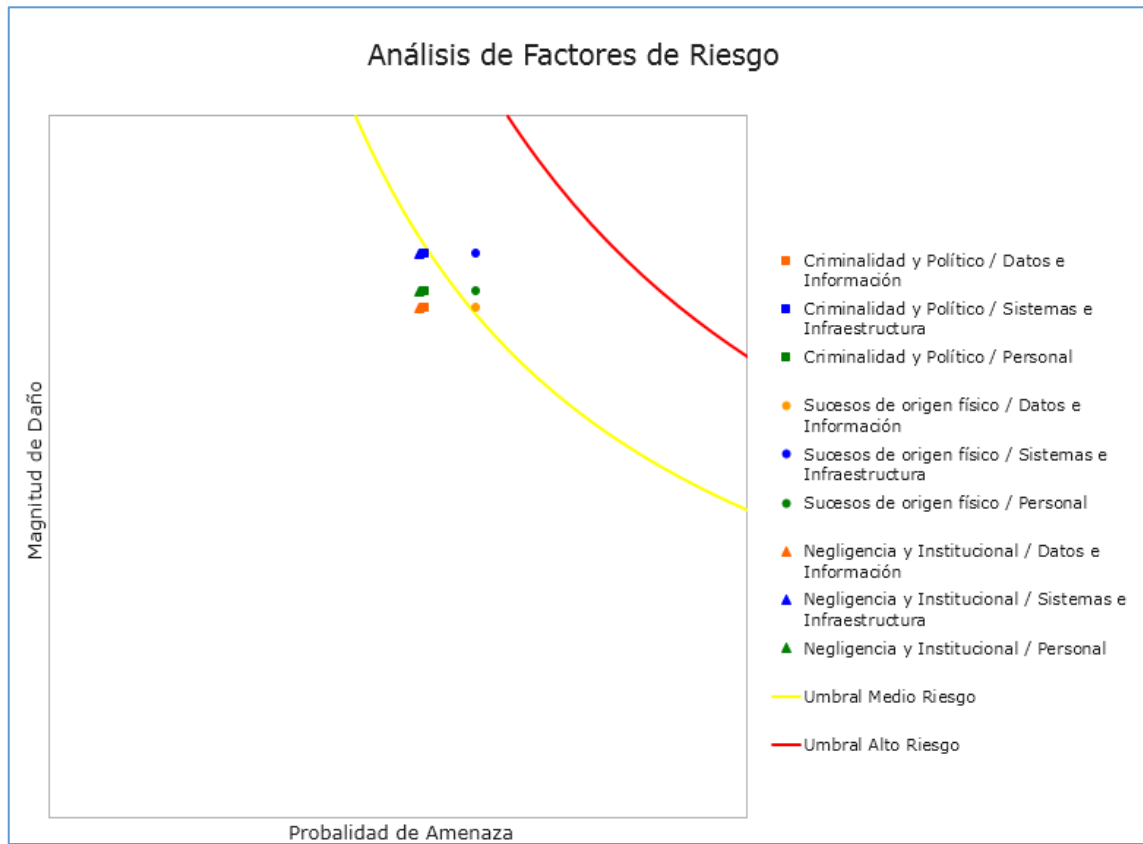 Análisis de Factores de Riesgo
Magnitud de Daño
Probalidad de Amenaza
Criminalidad y Político / Datos e
Información
Criminalidad y Político / Sistemas e
Infraestructura
Criminalidad y Político / Personal
Sucesos de origen físico / Datos e
Información
Sucesos de origen físico / Sistemas e
Infraestructura
Sucesos de origen físico / Personal
Negligencia y Institucional / Datos e
Información
Negligencia y Institucional / Sistemas e
Infraestructura
Negligencia y Institucional / Personal
Umbral Medio Riesgo
Umbral Alto Riesgo